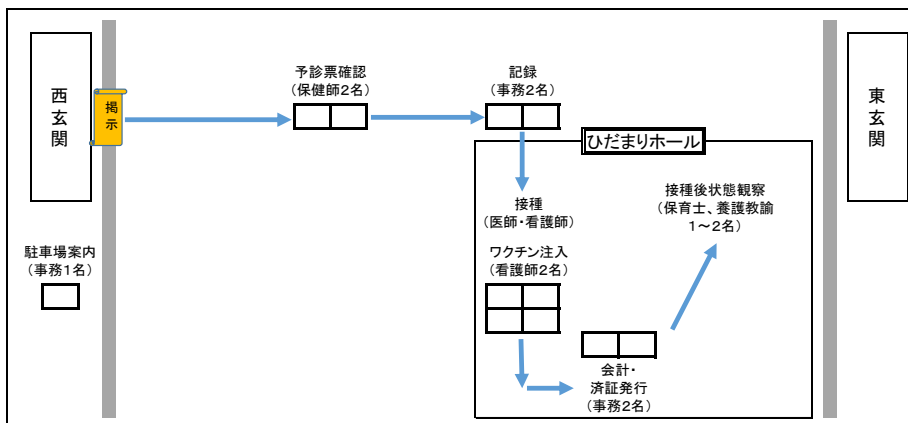 西玄関
掲示
予診票確認
（保健師2名）
記録
（事務2名）
東玄関
ひだまりホール
接種
（医師・看護師）
接種後状態観察
（保育士、養護教諭
1～2名）
駐車場案内
（事務1名）
ワクチン注入
（看護師2名）
会計・
済証発行
（事務2名）